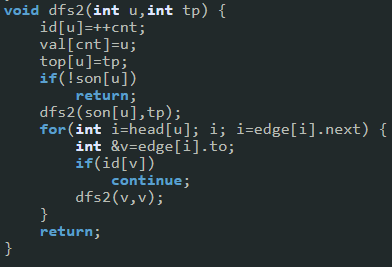 void dfs2(int u,int tp) {
    id[u]=++cnt;
    val[cnt]=u;
    top[u]=tp;
    if(!son[u])
        return;
    dfs2(son[u],tp);
    for(int i=head[u]; i; i=edge[i].next) {
        int &v=edge[i].to;
        if(id[v])
            continue;
        dfs2(v,v);
    }
    return;
}